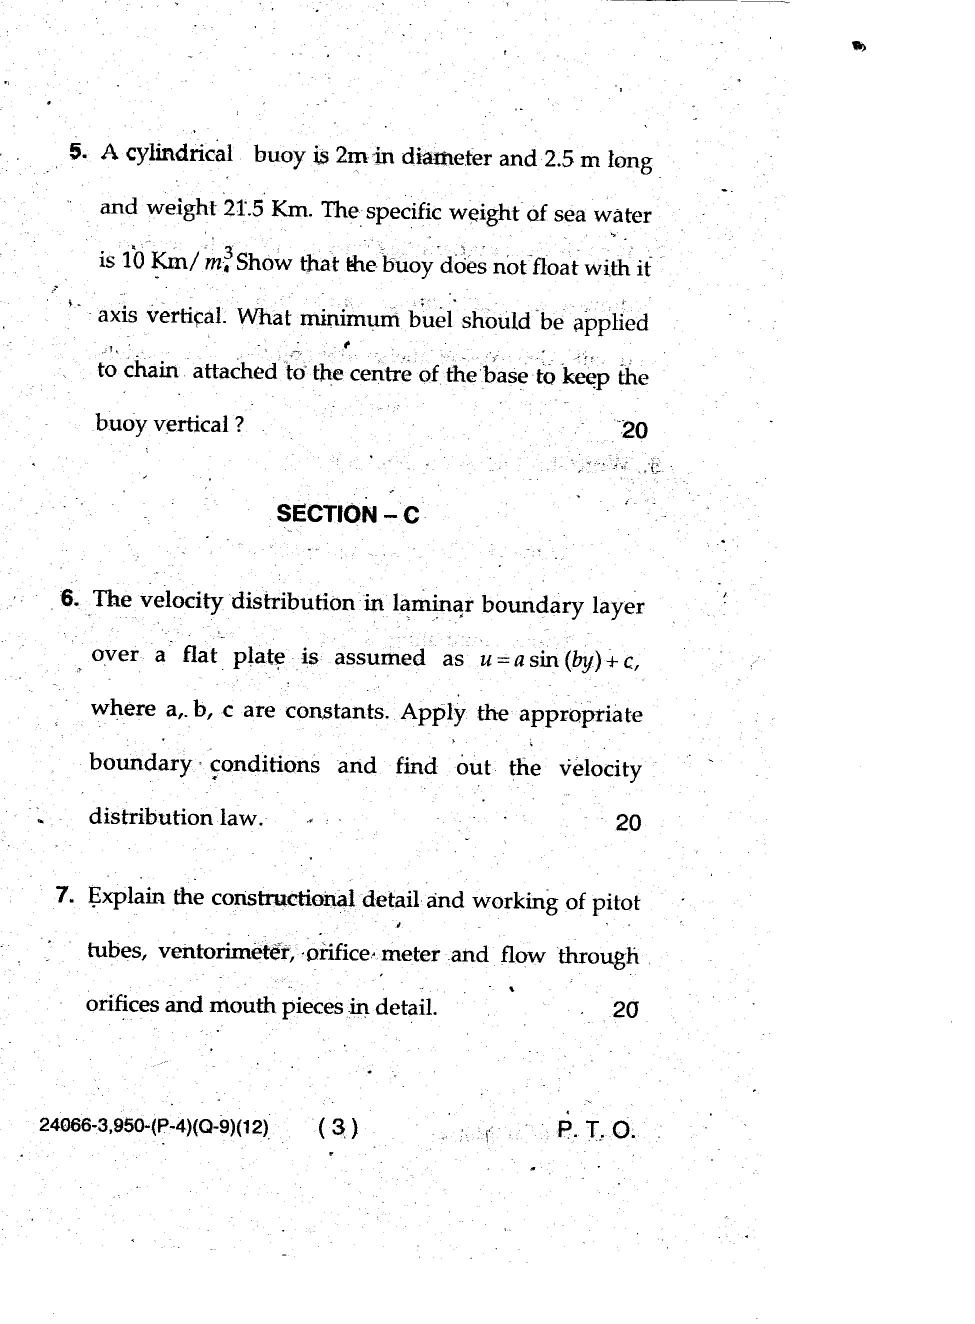 5. A cylindrical buoy is 2m in diameter and 2.5 m long
and weight 21.5 Km. The specific weight of sea water
is 10 Km/ m³. Show that the buoy does not float with it
axis vertical. What minimum buel should be applied
to chain attached to the centre of the base to keep the
buoy vertical ? 20
SECTION – C
6. The velocity distribution in laminar boundary layer
over a flat plate is assumed as u = a sin (by) + c,
where a,. b, c are constants. Apply the appropriate
boundary conditions and find out the velocity
distribution law. 20
7. Explain the constructional detail and working of pitot
tubes, ventorimeter, orifice meter and flow through
orifices and mouth pieces in detail. 20
24066-3,950-(P-4)(Q-9)(12) ( 3 ) P. T. O.